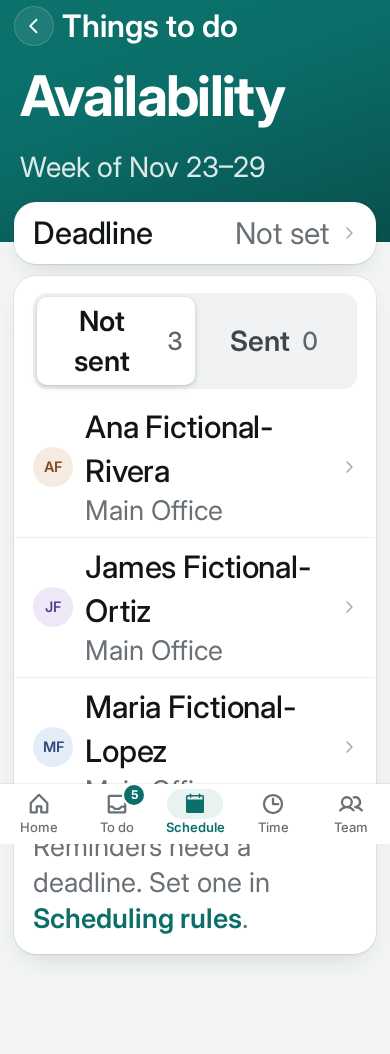 Things to do
Availability
Week of Nov 23–29
Deadline Not set
Not sent 3 Sent 0
AF Ana Fictional-
Rivera
Main Office
JF James Fictional-
Ortiz
Main Office
MF Maria Fictional-
Lopez
5
Home To do Schedule Time Team
Reminders need a
deadline. Set one in
Scheduling rules.